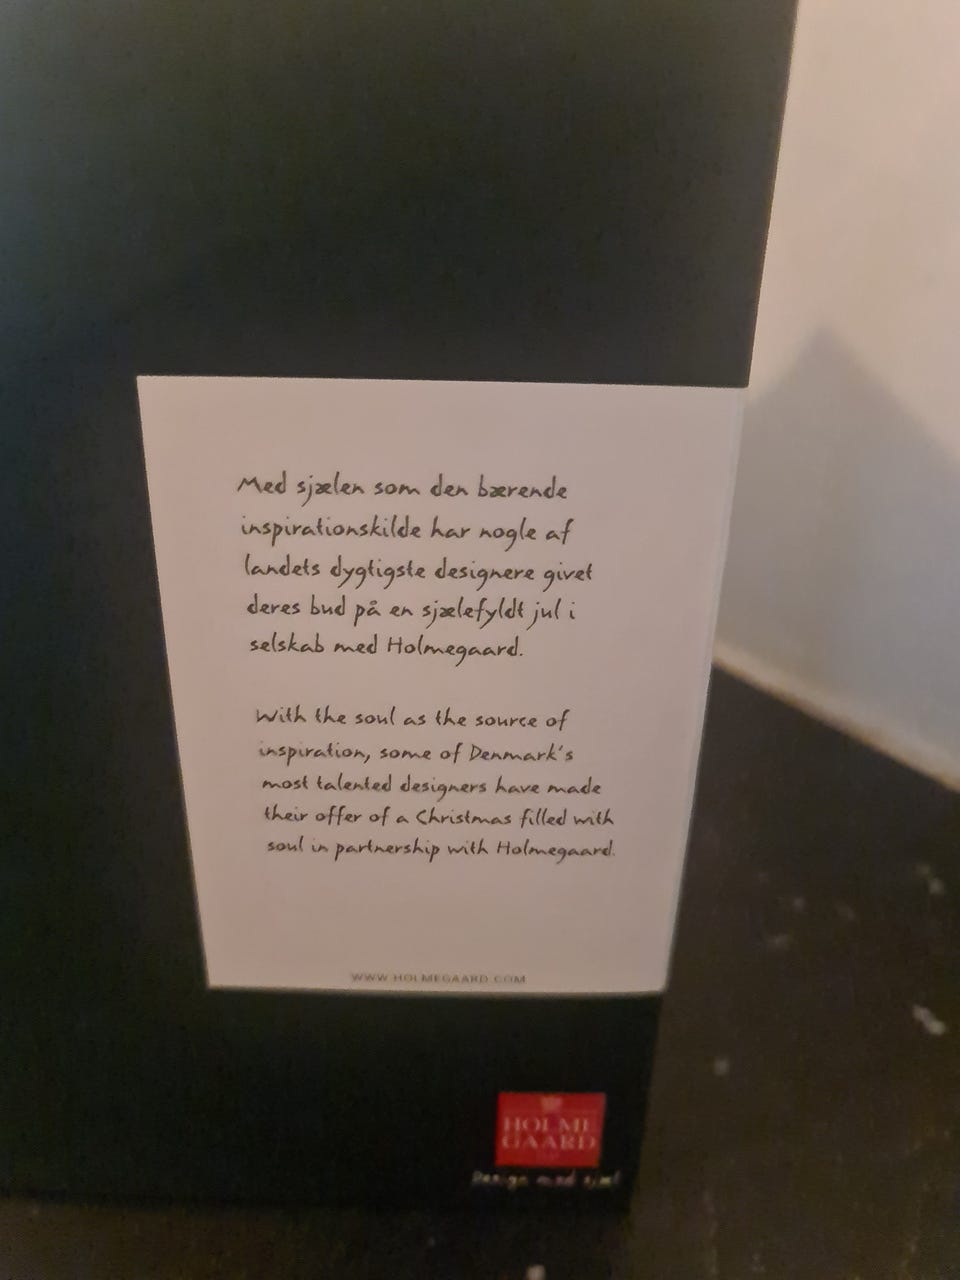 Med sjælen som den bærende
inspirationskilde har nogle af
landets dygtigste designere givet
deres bud på en sjælefyldt jul i
selskab med Holmegaard.
With the soul as the source of
inspiration, some of Denmark's
most talented designers have made
their offer of a Christmas filled with
soul in partnership with Holmegaard.
WWW.HOLMEGAARD.COM
HOLME
GAARD
Design med sjæl